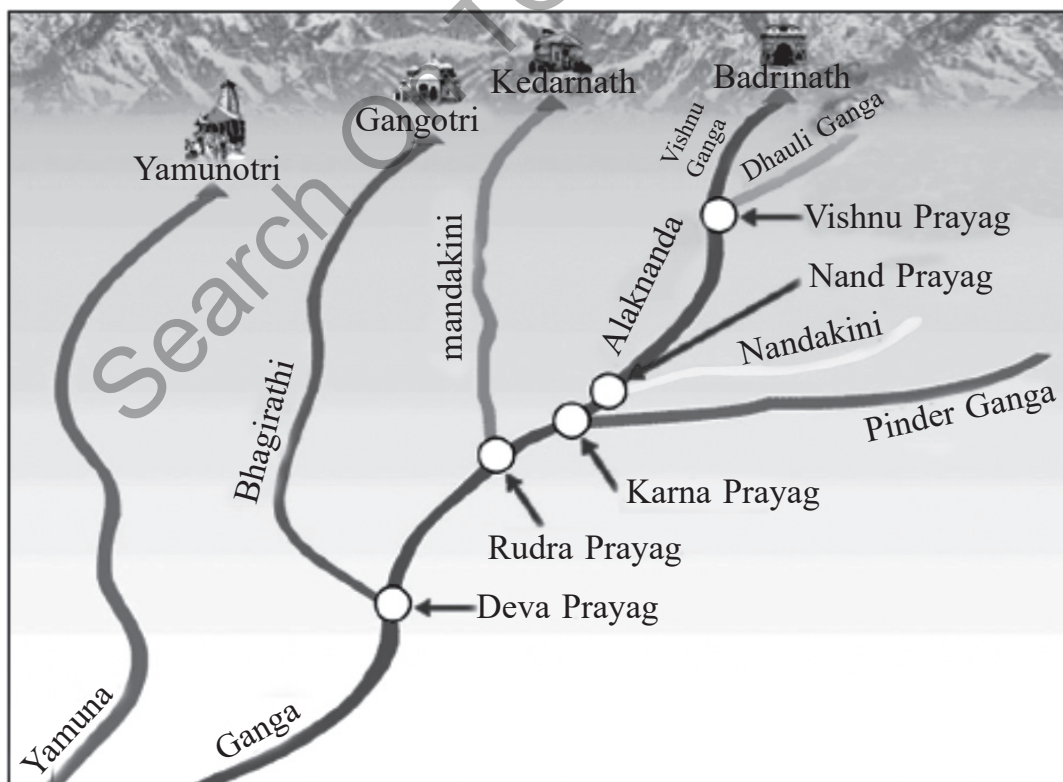 Kedarnath
Badrinath
Gangotri
Yamunotri
Vishnu
Ganga
Dhauli Ganga
Vishnu Prayag
Nand Prayag
Alaknanda
mandakini
Nandakini
Pinder Ganga
Bhagirathi
Karna Prayag
Rudra Prayag
Deva Prayag
Yamuna
Ganga
Search